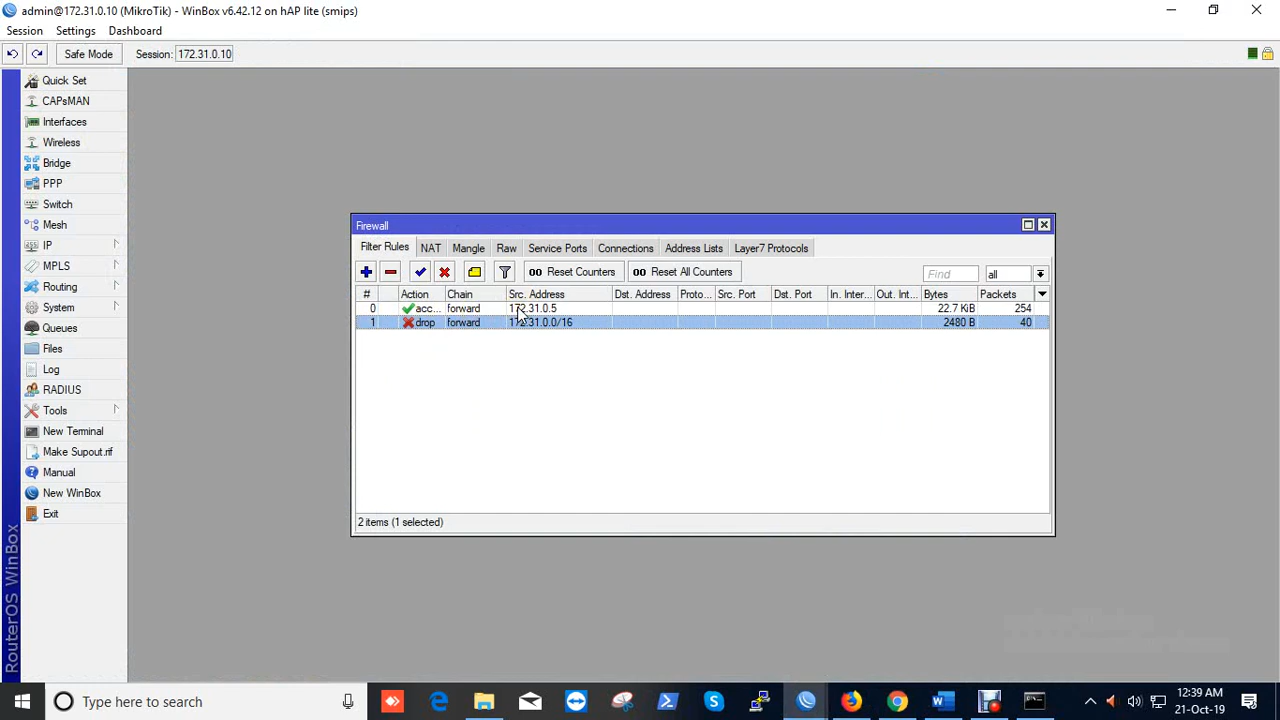 admin@172.31.0.10 (MikroTik) - WinBox v6.42.12 on hAP lite (smips)
Session Settings Dashboard
Safe Mode Session: 172.31.0.10
Quick Set
CAPsMAN
Interfaces
Wireless
Bridge
PPP
Switch
Mesh
IP
MPLS
Routing
System
Queues
Files
Log
RADIUS
Tools
New Terminal
Make Supout.rif
Manual
New WinBox
Exit
RouterOS WinBox
Firewall
Filter Rules NAT Mangle Raw Service Ports Connections Address Lists Layer7 Protocols
00 Reset Counters 00 Reset All Counters Find all
# Action Chain Src. Address Dst. Address Proto... Src. Port Dst. Port In. Inter... Out. Int... Bytes Packets
0 acc... forward 172.31.0.5 22.7 KiB 254
1 drop forward 172.31.0.0/16 2480 B 40
2 items (1 selected)
Type here to search
12:39 AM
21-Oct-19